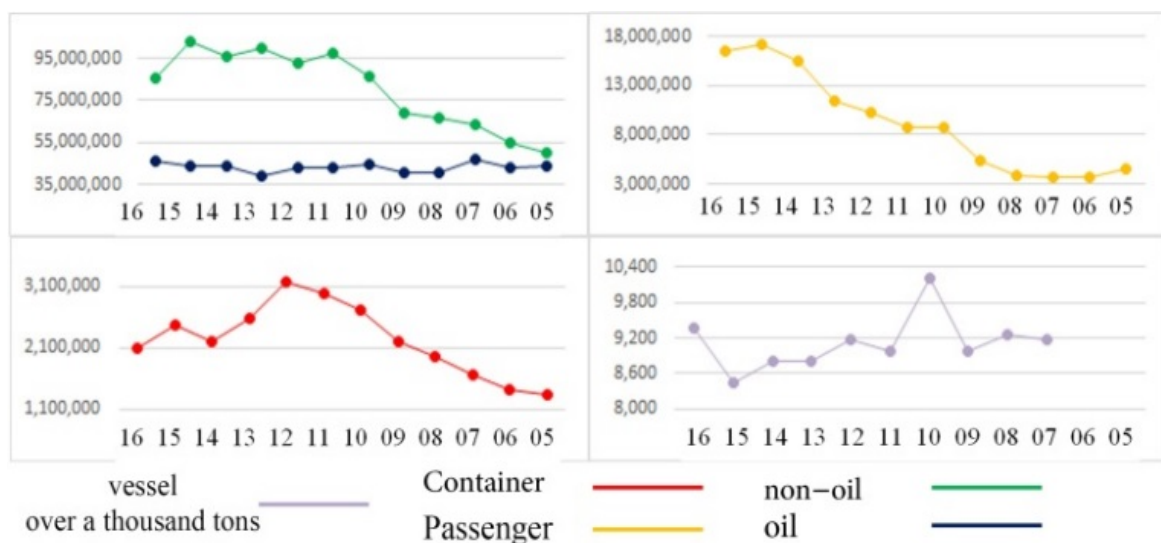 95,000,000
75,000,000
55,000,000
35,000,000
16 15 14 13 12 11 10 09 08 07 06 05
18,000,000
13,000,000
8,000,000
3,000,000
16 15 14 13 12 11 10 09 08 07 06 05
3,100,000
2,100,000
1,100,000
16 15 14 13 12 11 10 09 08 07 06 05
10,400
9,800
9,200
8,600
8,000
16 15 14 13 12 11 10 09 08 07 06 05
vessel
over a thousand tons
Container
Passenger
non-oil
oil